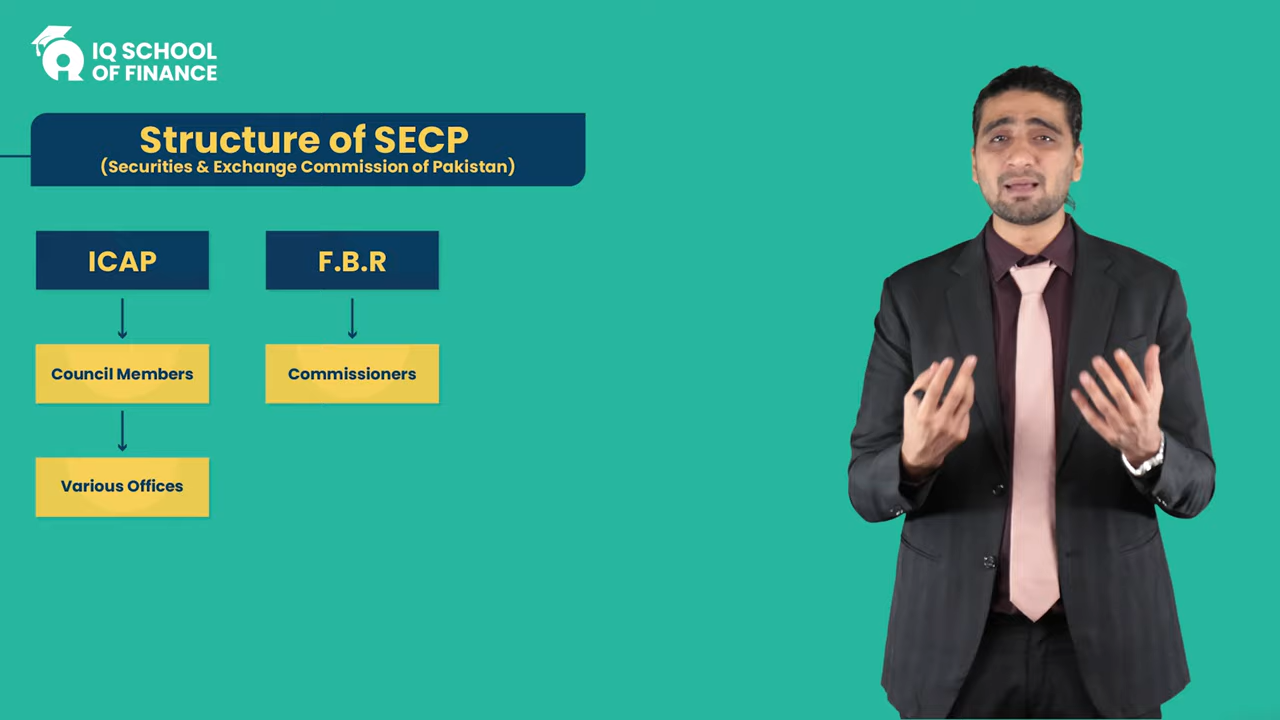 IQ SCHOOL
OF FINANCE
Structure of SECP
(Securities & Exchange Commission of Pakistan)
ICAP
F.B.R
Council Members
Commissioners
Various Offices